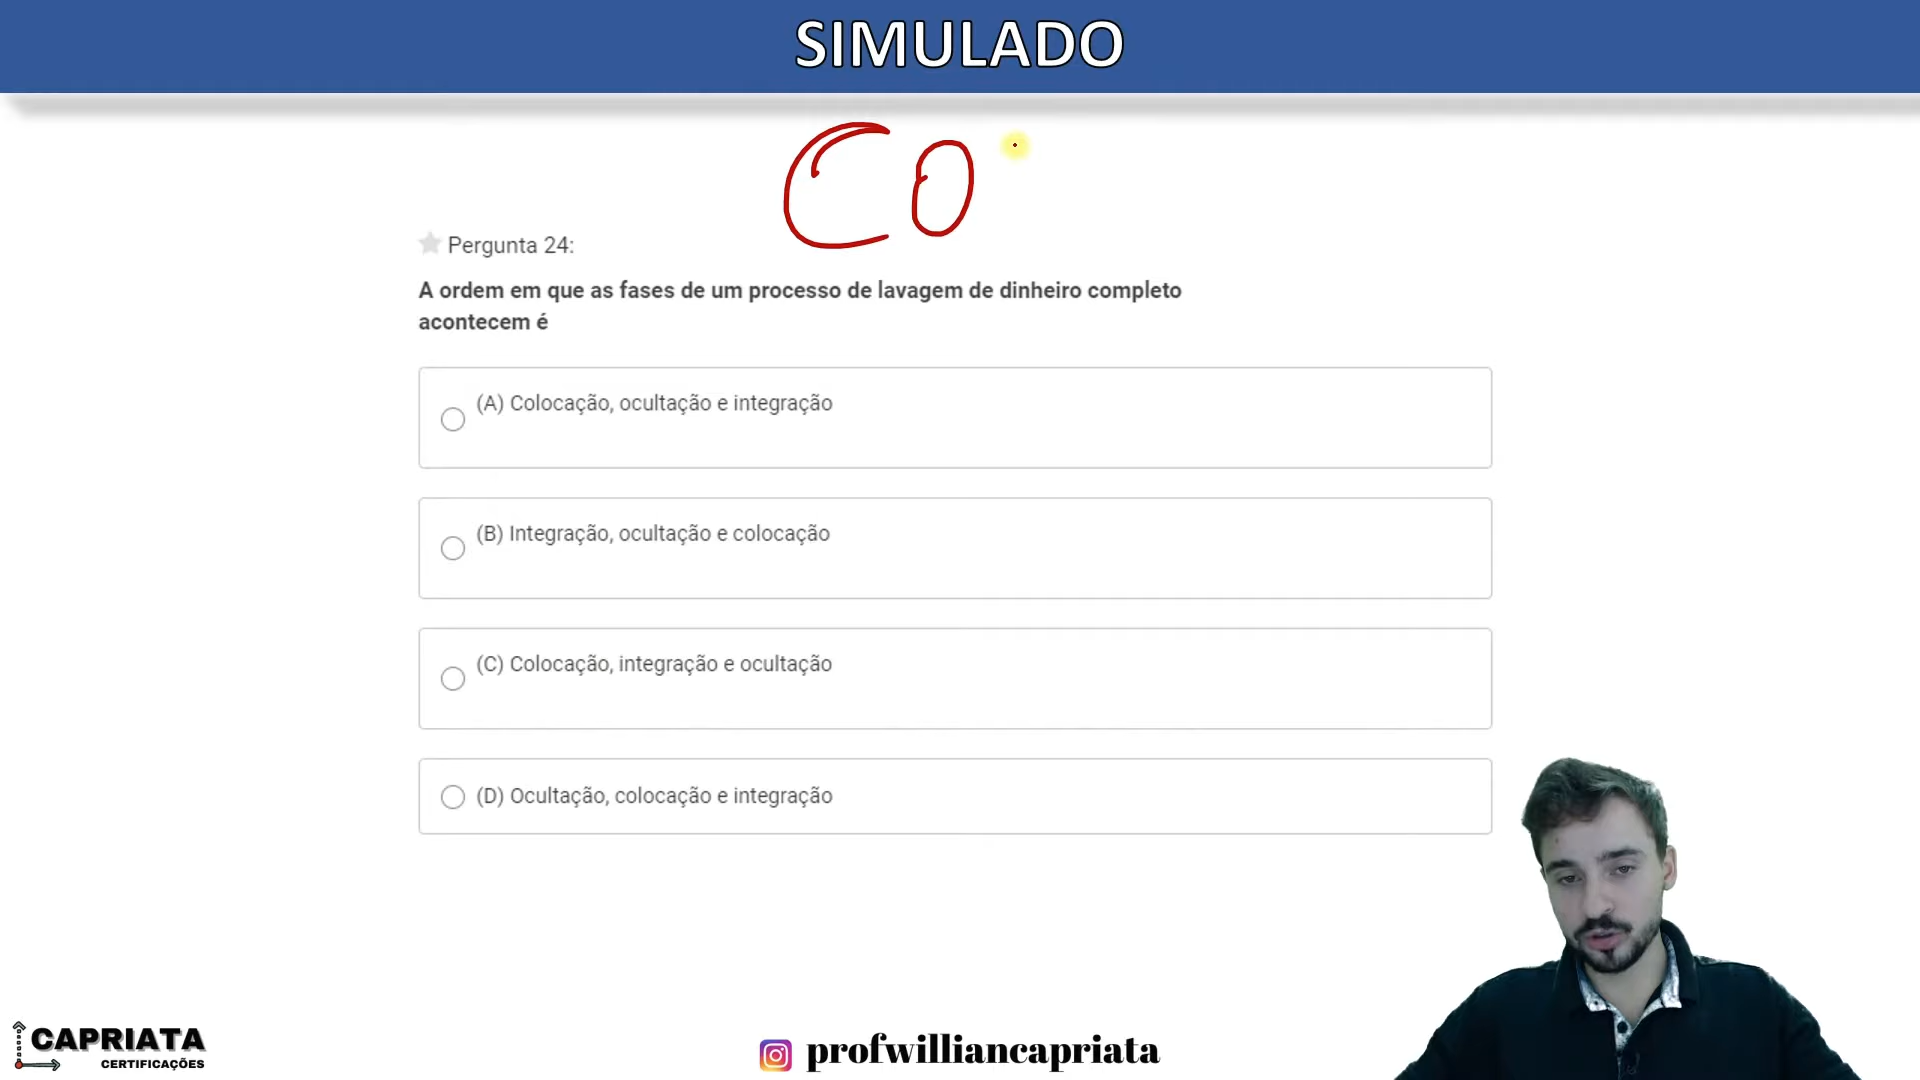 SIMULADO
CO
Pergunta 24:
A ordem em que as fases de um processo de lavagem de dinheiro completo
acontecem é
(A) Colocação, ocultação e integração
(B) Integração, ocultação e colocação
(C) Colocação, integração e ocultação
(D) Ocultação, colocação e integração
CAPRIATA
CERTIFICAÇÕES
profwilliancapriata